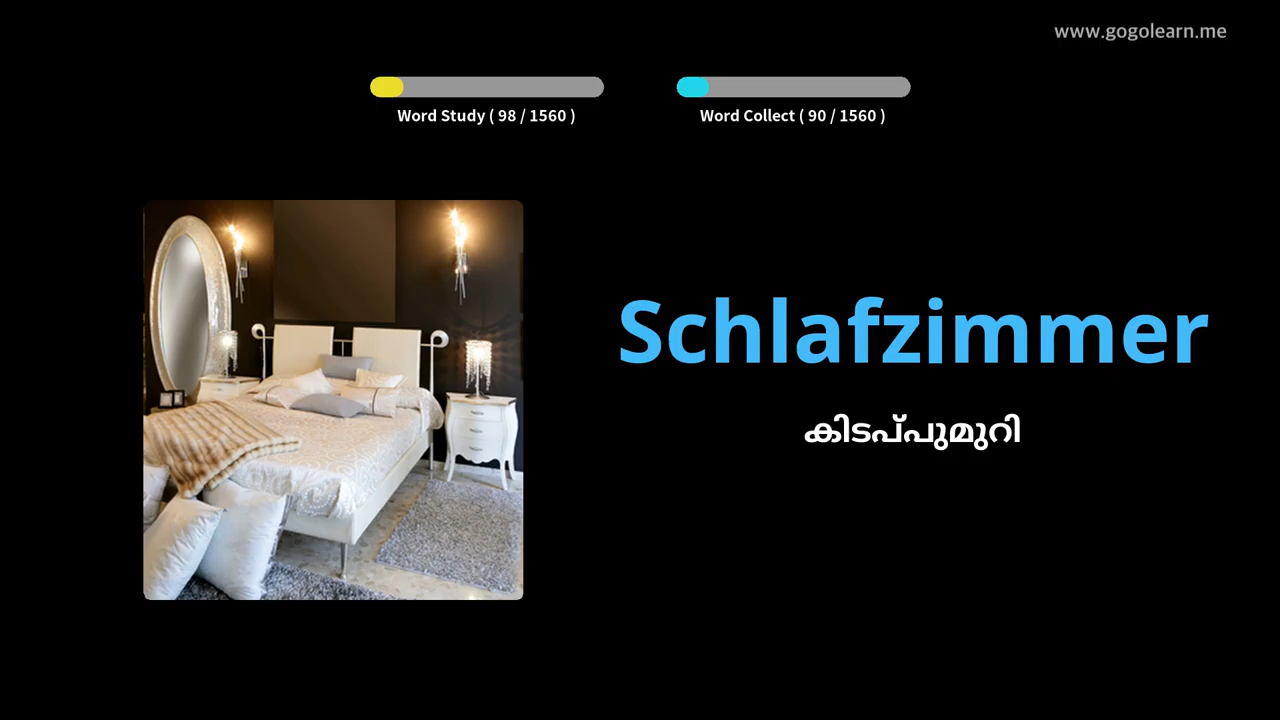 www.gogolearn.me
Word Study ( 98 / 1560 )
Word Collect ( 90 / 1560 )
Schlafzimmer
കിടപ്പുമുറി